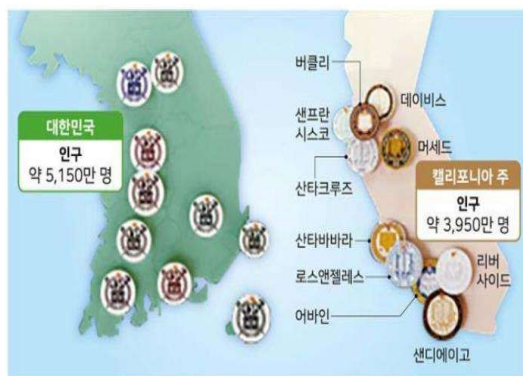 대한민국
인구
약 5,150만 명
버클리
데이비스
샌프란
시스코
머세드
산타크루즈
캘리포니아 주
인구
약 3,950만 명
산타바바라
로스앤젤레스
리버
사이드
어바인
샌디에이고